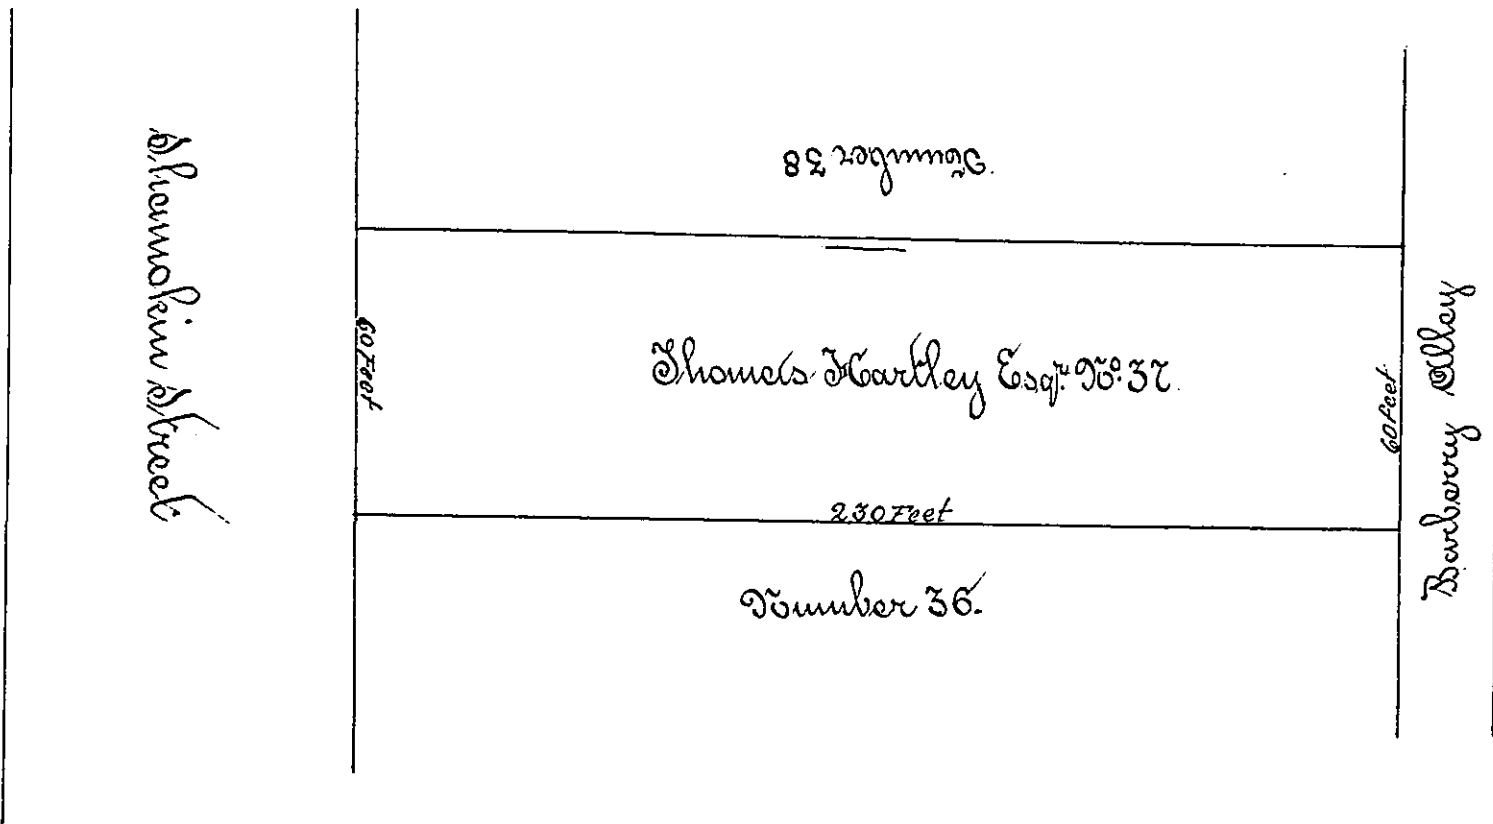 Shamokin Street
Number 38
60 Feet
Thomas Hartley Esqr. No. 37.
60 Feet
Barberry Alley
230 Feet
Number 36.